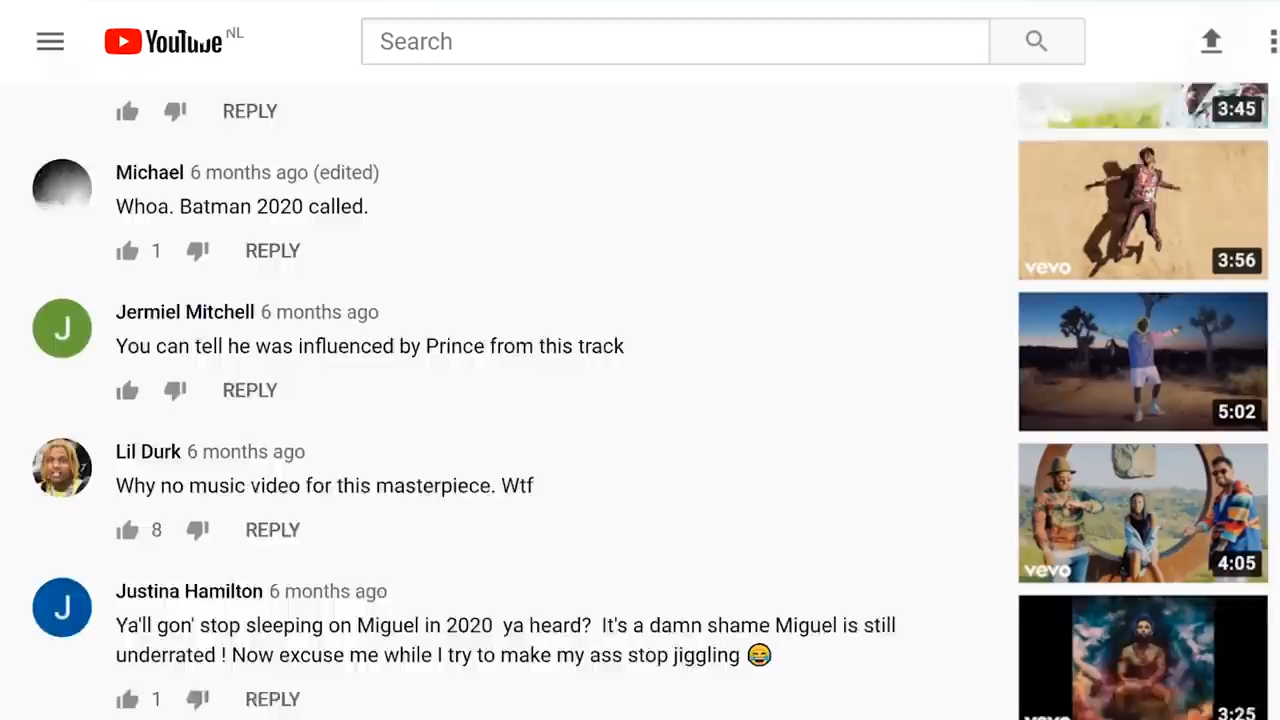 YouTube NL
Search
REPLY
3:45
Michael 6 months ago (edited)
Whoa. Batman 2020 called.
1 REPLY
vevo 3:56
Jermiel Mitchell 6 months ago
You can tell he was influenced by Prince from this track
REPLY
5:02
Lil Durk 6 months ago
Why no music video for this masterpiece. Wtf
8 REPLY
vevo 4:05
Justina Hamilton 6 months ago
J
J
Ya'll gon' stop sleeping on Miguel in 2020 ya heard? It's a damn shame Miguel is still
underrated ! Now excuse me while I try to make my ass stop jiggling 😂
1 REPLY
vevo 3:25